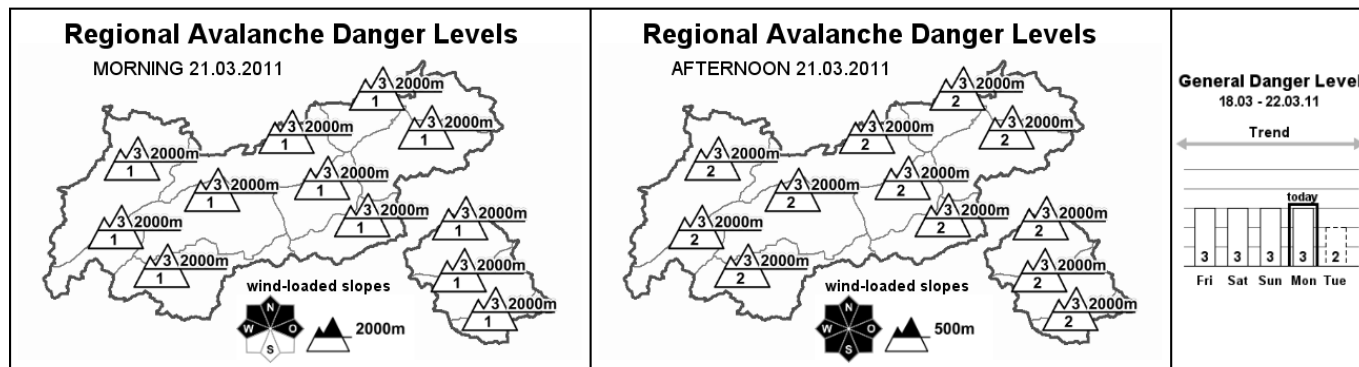 Regional Avalanche Danger Levels
MORNING 21.03.2011
3 2000m
1
3 2000m
1
3 2000m
1
3 2000m
1
3 2000m
1
3 2000m
1
3 2000m
1
3 2000m
1
3 2000m
1
3 2000m
1
3 2000m
1
3 2000m
1
wind-loaded slopes
N
W O
S
2000m
Regional Avalanche Danger Levels
AFTERNOON 21.03.2011
3 2000m
2
3 2000m
2
3 2000m
2
3 2000m
2
3 2000m
2
3 2000m
2
3 2000m
2
3 2000m
2
3 2000m
2
3 2000m
2
3 2000m
2
3 2000m
2
wind-loaded slopes
N
W O
S
500m
General Danger Level
18.03 - 22.03.11
Trend
today
3 3 3 3 2
Fri Sat Sun Mon Tue